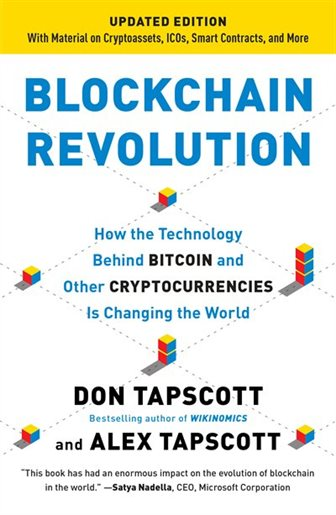 UPDATED EDITION
With Material on Cryptoassets, ICOs, Smart Contracts, and More
BLOCKCHAIN
REVOLUTION
How the Technology
Behind BITCOIN and
Other CRYPTOCURRENCIES
Is Changing the World
DON TAPSCOTT
Bestselling author of WIKINOMICS
and ALEX TAPSCOTT
"This book has had an enormous impact on the evolution of blockchain
in the world." —Satya Nadella, CEO, Microsoft Corporation